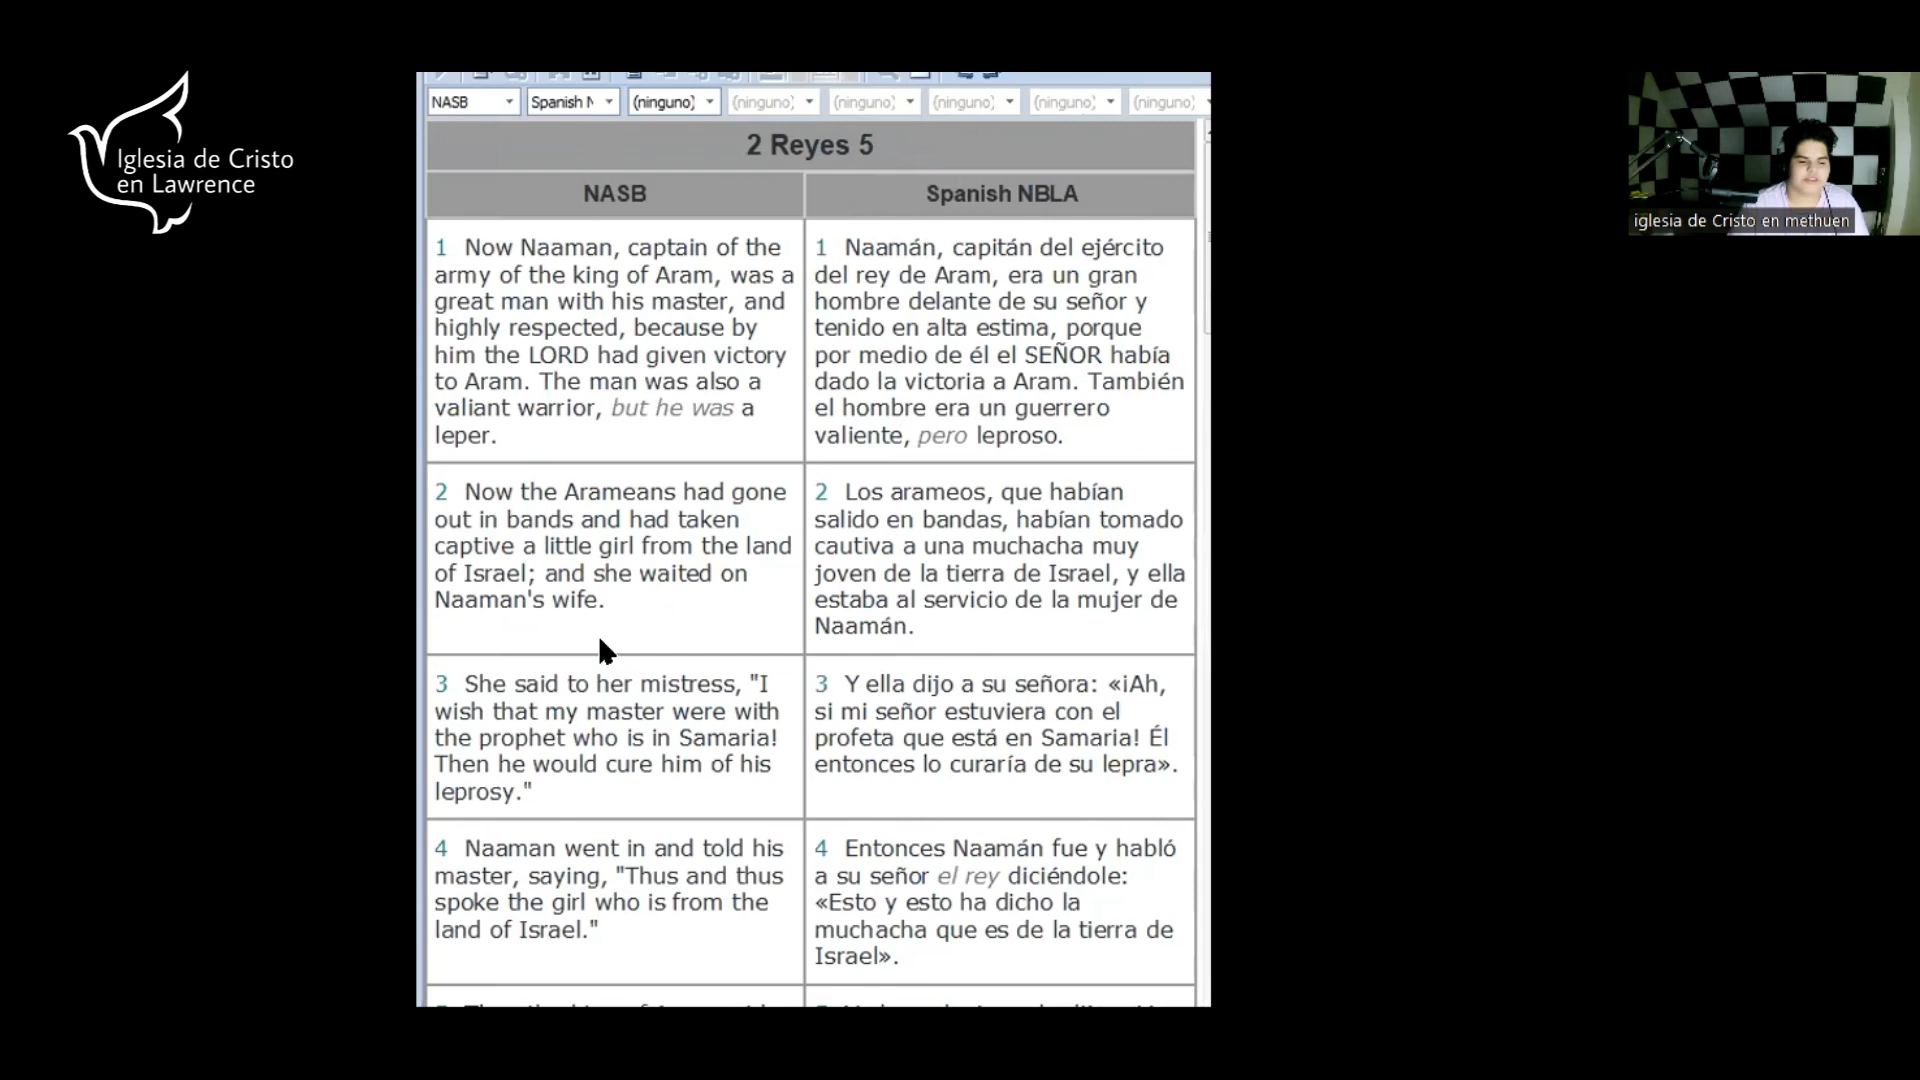 Iglesia de Cristo
en Lawrence
NASB
Spanish N
(ninguno)
(ninguno)
(ninguno)
(ninguno)
(ninguno)
(ninguno)
2 Reyes 5
NASB
1 Now Naaman, captain of the
army of the king of Aram, was a
great man with his master, and
highly respected, because by
him the LORD had given victory
to Aram. The man was also a
valiant warrior, but he was a
leper.
2 Now the Arameans had gone
out in bands and had taken
captive a little girl from the land
of Israel; and she waited on
Naaman's wife.
3 She said to her mistress, "I
wish that my master were with
the prophet who is in Samaria!
Then he would cure him of his
leprosy."
4 Naaman went in and told his
master, saying, "Thus and thus
spoke the girl who is from the
land of Israel."
Spanish NBLA
1 Naamán, capitán del ejército
del rey de Aram, era un gran
hombre delante de su señor y
tenido en alta estima, porque
por medio de él el SEÑOR había
dado la victoria a Aram. También
el hombre era un guerrero
valiente, pero leproso.
2 Los arameos, que habían
salido en bandas, habían tomado
cautiva a una muchacha muy
joven de la tierra de Israel, y ella
estaba al servicio de la mujer de
Naamán.
3 Y ella dijo a su señora: «¡Ah,
si mi señor estuviera con el
profeta que está en Samaria! Él
entonces lo curaría de su lepra».
4 Entonces Naamán fue y habló
a su señor el rey diciéndole:
«Esto y esto ha dicho la
muchacha que es de la tierra de
Israel».
iglesia de Cristo en methuen